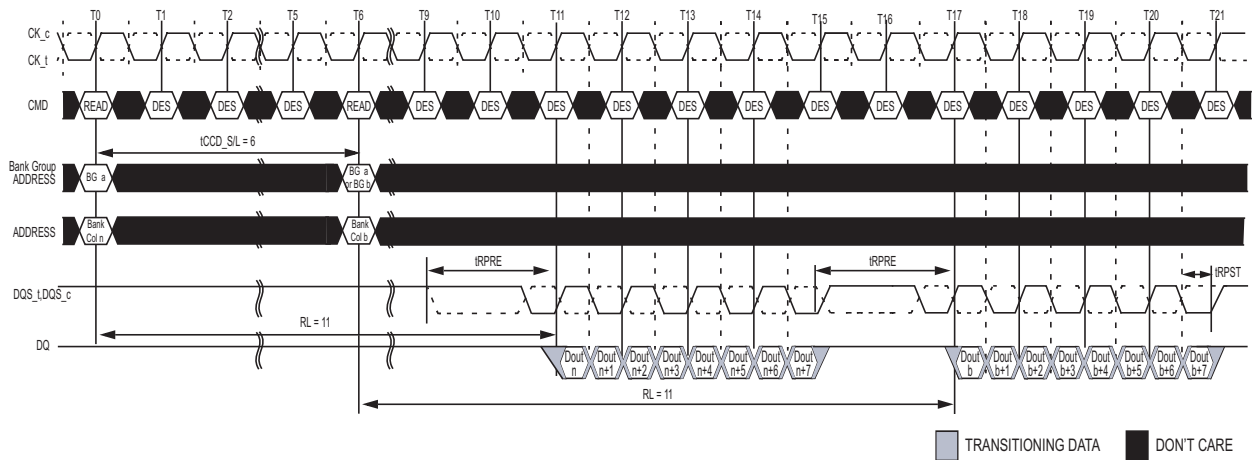 T0 T1 T2 T5 T6 T9 T10 T11 T12 T13 T14 T15 T16 T17 T18 T19 T20 T21
CK_c
CK_t
CMD READ DES DES DES READ DES DES DES DES DES DES DES DES DES DES DES DES DES
tCCD_S/L = 6
Bank Group
ADDRESS
BG a
BG a
or BG b
ADDRESS
Bank
Col n
Bank
Col b
tRPRE
tRPRE
tRPST
DQS_t,DQS_c
RL = 11
DQ
Dout
n
Dout
n+1
Dout
n+2
Dout
n+3
Dout
n+4
Dout
n+5
Dout
n+6
Dout
n+7
Dout
b
Dout
b+1
Dout
b+2
Dout
b+3
Dout
b+4
Dout
b+5
Dout
b+6
Dout
b+7
RL = 11
TRANSITIONING DATA
DON'T CARE